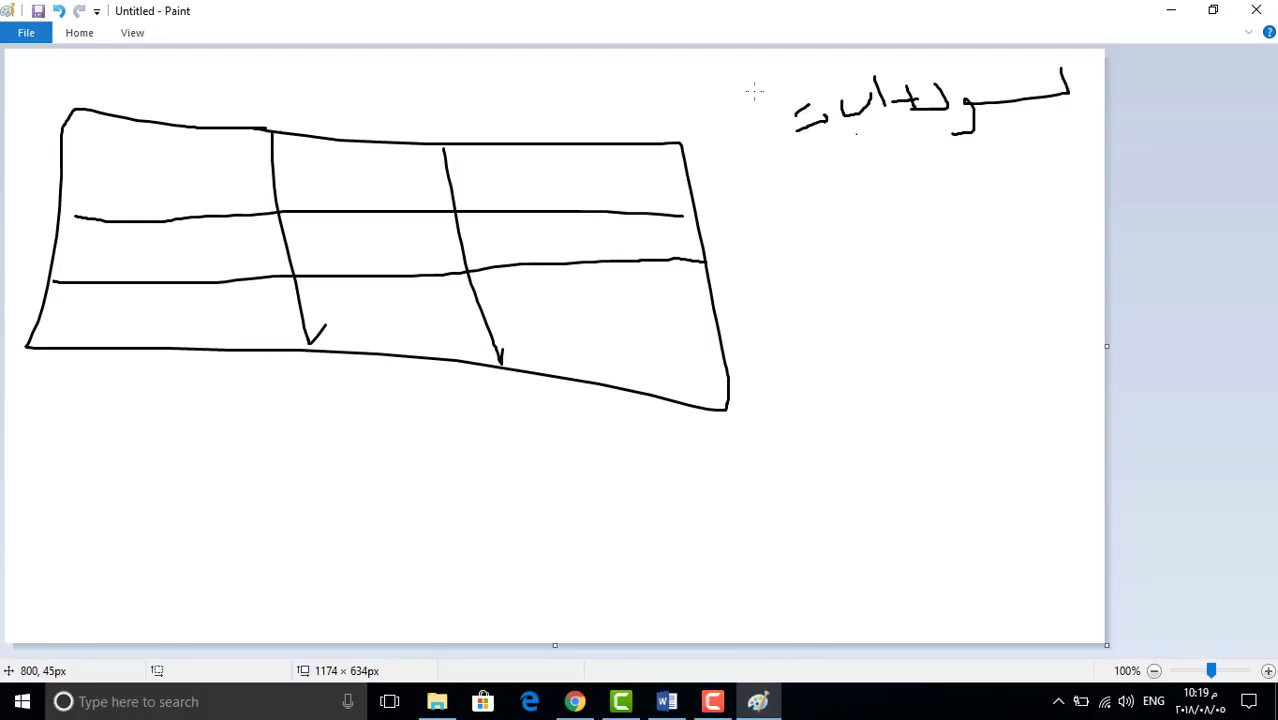 Untitled - Paint
File Home View
800, 45px
1174 × 634px
100%
Type here to search
ENG
10:19 م
٢٠١٨/٠٨/٠٥